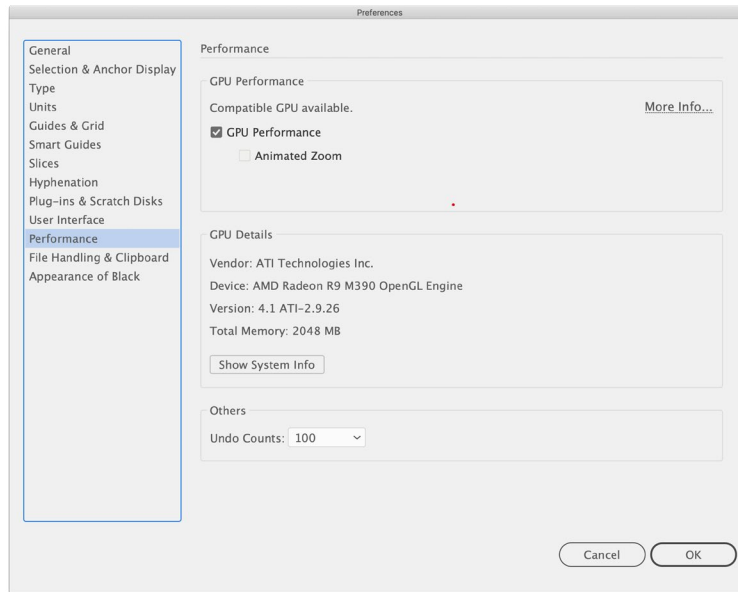 Preferences
General
Selection & Anchor Display
Type
Units
Guides & Grid
Smart Guides
Slices
Hyphenation
Plug-ins & Scratch Disks
User Interface
Performance
File Handling & Clipboard
Appearance of Black
Performance
GPU Performance
Compatible GPU available.
More Info...
GPU Performance
Animated Zoom
GPU Details
Vendor: ATI Technologies Inc.
Device: AMD Radeon R9 M390 OpenGL Engine
Version: 4.1 ATI-2.9.26
Total Memory: 2048 MB
Show System Info
Others
Undo Counts: 100
Cancel
OK